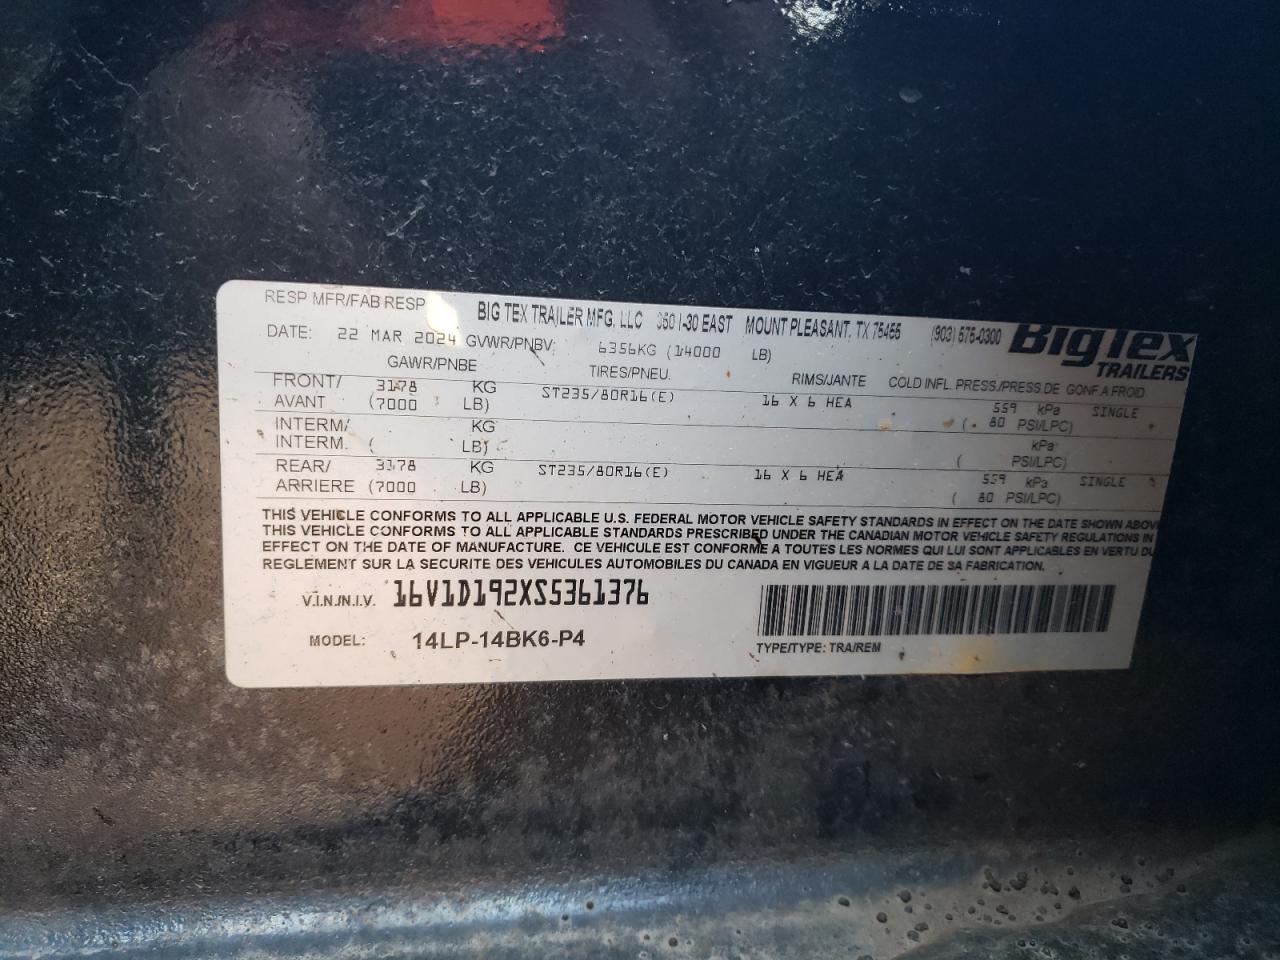 RESP MFR/FAB RESP BIG TEX TRAILER MFG, LLC 950 I-30 EAST MOUNT PLEASANT, TX 75455 (903) 575-0300
BigTex
TRAILERS
DATE: 22 MAR 2024 GVWR/PNBV: 6356KG (14000 LB)
GAWR/PNBE TIRES/PNEU. RIMS/JANTE COLD INFL. PRESS/PRESS DE GONF.A FROID
FRONT/ 3178 KG ST235/80R16(E) 16 X 6 HEA 559 kPa SINGLE
AVANT (7000 LB) ( 80 PSI/LPC)
INTERM/ KG kPa
INTERM. ( LB) ( PSI/LPC)
REAR/ 3178 KG ST235/80R16(E) 16 X 6 HEA 559 kPa SINGLE
ARRIERE (7000 LB) ( 80 PSI/LPC)
THIS VEHICLE CONFORMS TO ALL APPLICABLE U.S. FEDERAL MOTOR VEHICLE SAFETY STANDARDS IN EFFECT ON THE DATE SHOWN ABOV
THIS VEHICLE CONFORMS TO ALL APPLICABLE STANDARDS PRESCRIBED UNDER THE CANADIAN MOTOR VEHICLE SAFETY REGULATIONS IN
EFFECT ON THE DATE OF MANUFACTURE. CE VEHICULE EST CONFORME A TOUTES LES NORMES QUI LUI SONT APPLICABLES EN VERTU DU
REGLEMENT SUR LA SECURITE DES VEHICULES AUTOMOBILES DU CANADA EN VIGUEUR A LA DATE DE SA FABRICATION.
V.I.N./N.I.V. 16V1D192XS5361376
MODEL: 14LP-14BK6-P4
TYPE/TYPE: TRA/REM